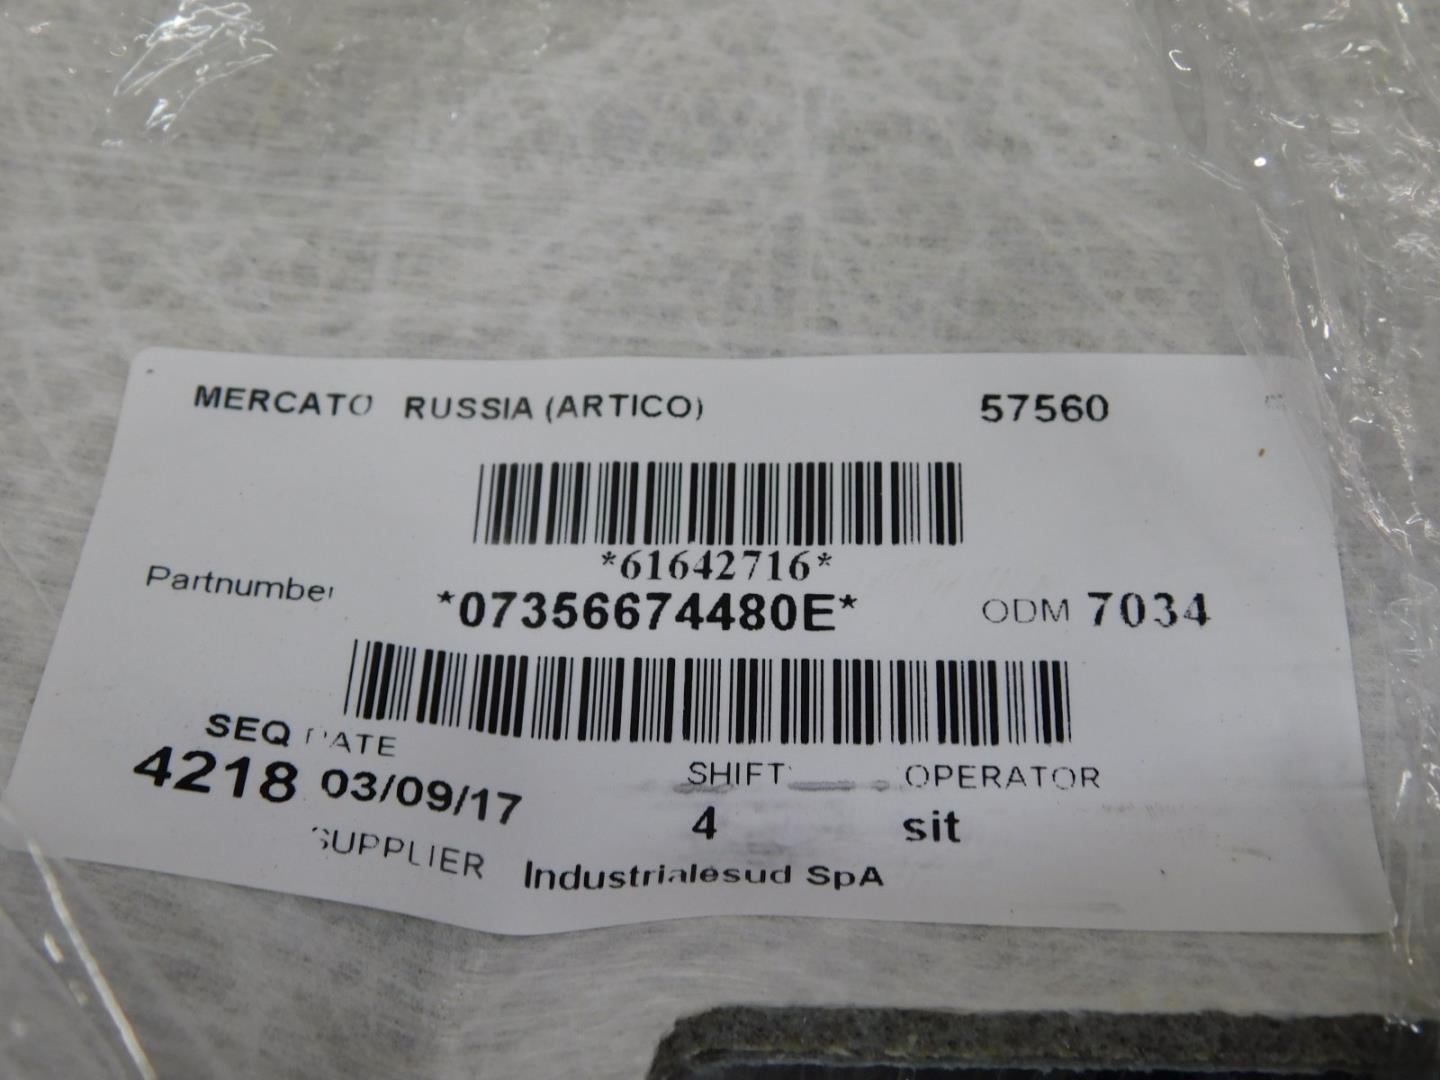 MERCATO RUSSIA (ARTICO) 57560
*61642716*
Partnumber *07356674480E* ODM 7034
SEQ DATE SHIFT OPERATOR
4218 03/09/17 4 sit
SUPPLIER Industrialesud SpA